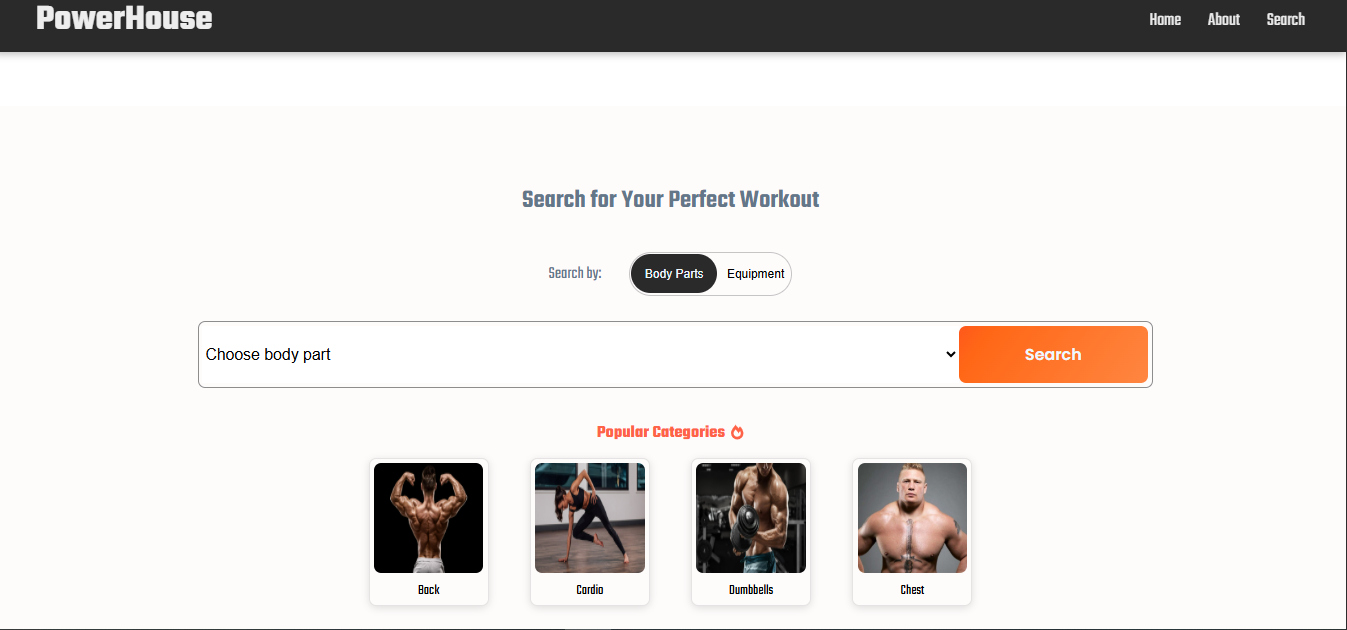 PowerHouse
Home About Search
Search for Your Perfect Workout
Search by: Body Parts Equipment
Choose body part
Search
Popular Categories
Back
Cardio
Dumbbells
Chest